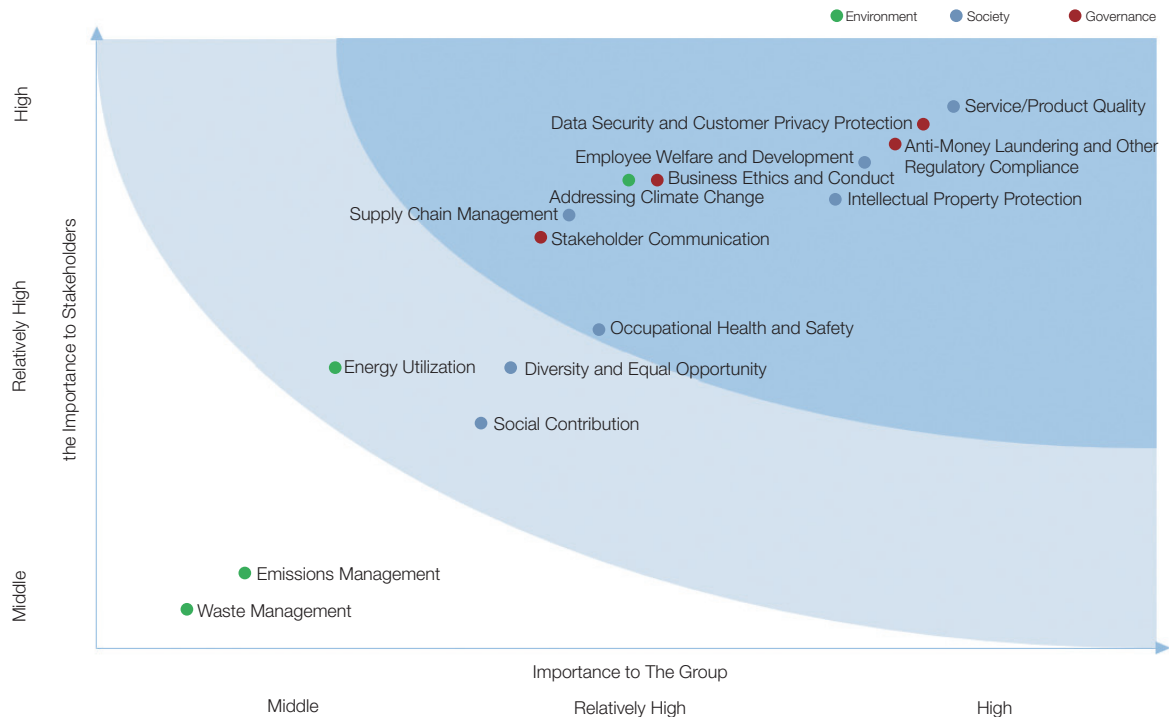 Environment
Society
Governance
High
Relatively High
Middle
the Importance to Stakeholders
Service/Product Quality
Data Security and Customer Privacy Protection
Anti-Money Laundering and Other
Regulatory Compliance
Employee Welfare and Development
Business Ethics and Conduct
Addressing Climate Change
Intellectual Property Protection
Supply Chain Management
Stakeholder Communication
Occupational Health and Safety
Energy Utilization
Diversity and Equal Opportunity
Social Contribution
Emissions Management
Waste Management
Importance to The Group
Middle
Relatively High
High